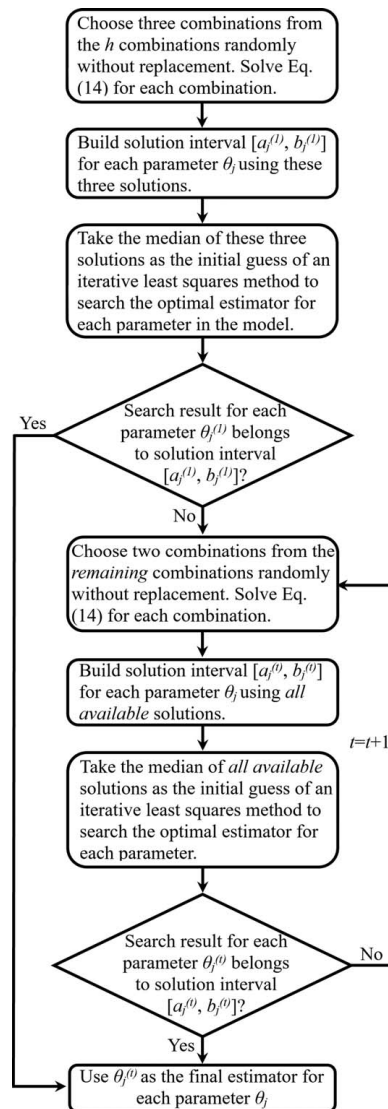 Choose three combinations from
the h combinations randomly
without replacement. Solve Eq.
(14) for each combination.
Build solution interval [aⱼ⁽¹⁾, bⱼ⁽¹⁾]
for each parameter θⱼ using these
three solutions.
Take the median of these three
solutions as the initial guess of an
iterative least squares method to
search the optimal estimator for
each parameter in the model.
Yes
Search result for each
parameter θⱼ⁽¹⁾ belongs
to solution interval
[aⱼ⁽¹⁾, bⱼ⁽¹⁾]?
No
Choose two combinations from the
remaining combinations randomly
without replacement. Solve Eq.
(14) for each combination.
Build solution interval [aⱼ⁽ᵗ⁾, bⱼ⁽ᵗ⁾]
for each parameter θⱼ using all
available solutions.
t=t+1
Take the median of all available
solutions as the initial guess of an
iterative least squares method to
search the optimal estimator for
each parameter.
Search result for each
parameter θⱼ⁽ᵗ⁾ belongs
to solution interval
[aⱼ⁽ᵗ⁾, bⱼ⁽ᵗ⁾]?
No
Yes
Use θⱼ⁽ᵗ⁾ as the final estimator for
each parameter θⱼ